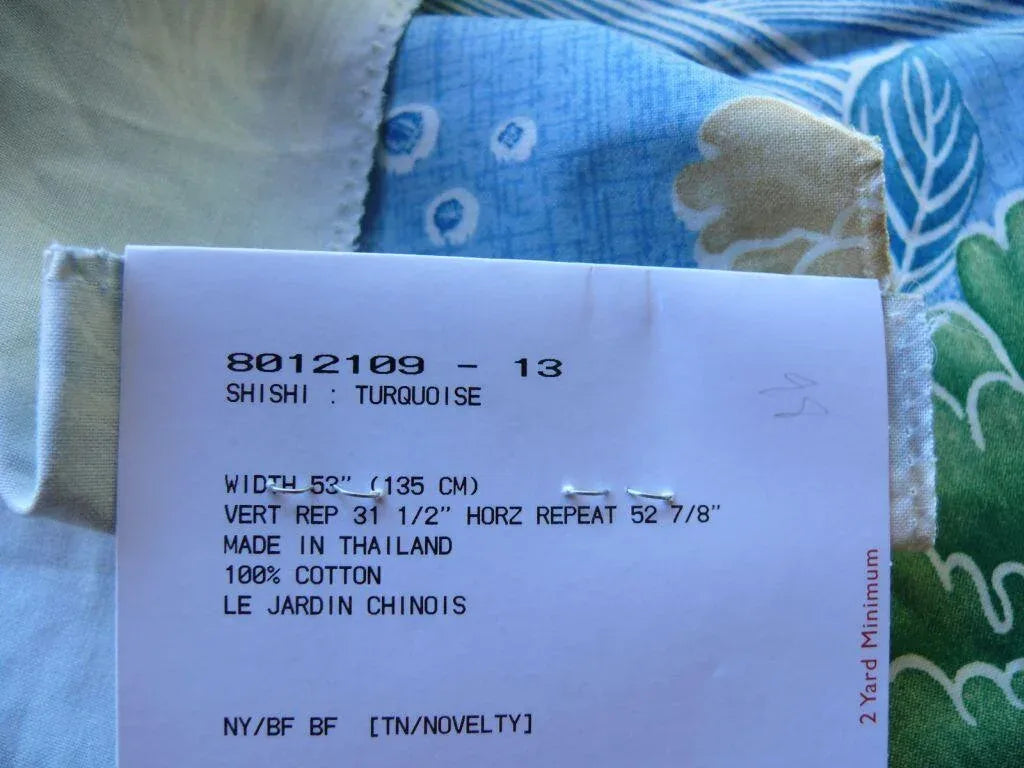 8012109 - 13
SHISHI : TURQUOISE
WIDTH 53" (135 CM)
VERT REP 31 1/2" HORZ REPEAT 52 7/8"
MADE IN THAILAND
100% COTTON
LE JARDIN CHINOIS
NY/BF BF [TN/NOVELTY]
2 Yard Minimum